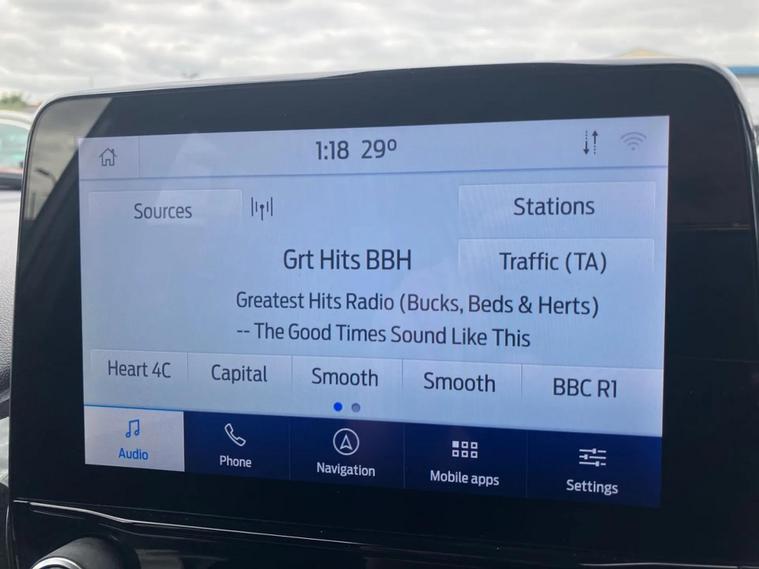 1:18 29º
Sources
Stations
Grt Hits BBH
Traffic (TA)
Greatest Hits Radio (Bucks, Beds & Herts)
-- The Good Times Sound Like This
Heart 4C
Capital
Smooth
Smooth
BBC R1
Audio
Phone
Navigation
Mobile apps
Settings